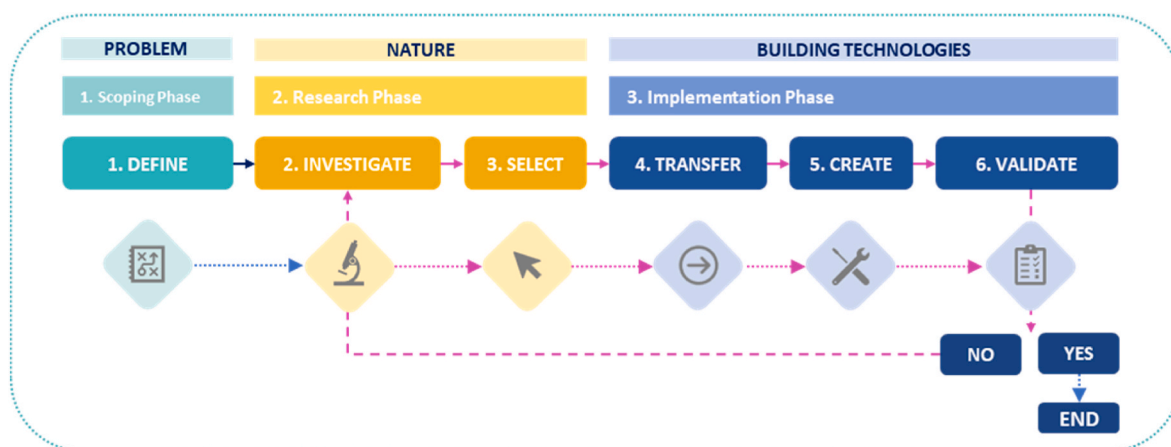 PROBLEM
NATURE
BUILDING TECHNOLOGIES
1. Scoping Phase
2. Research Phase
3. Implementation Phase
1. DEFINE
2. INVESTIGATE
3. SELECT
4. TRANSFER
5. CREATE
6. VALIDATE
NO
YES
END